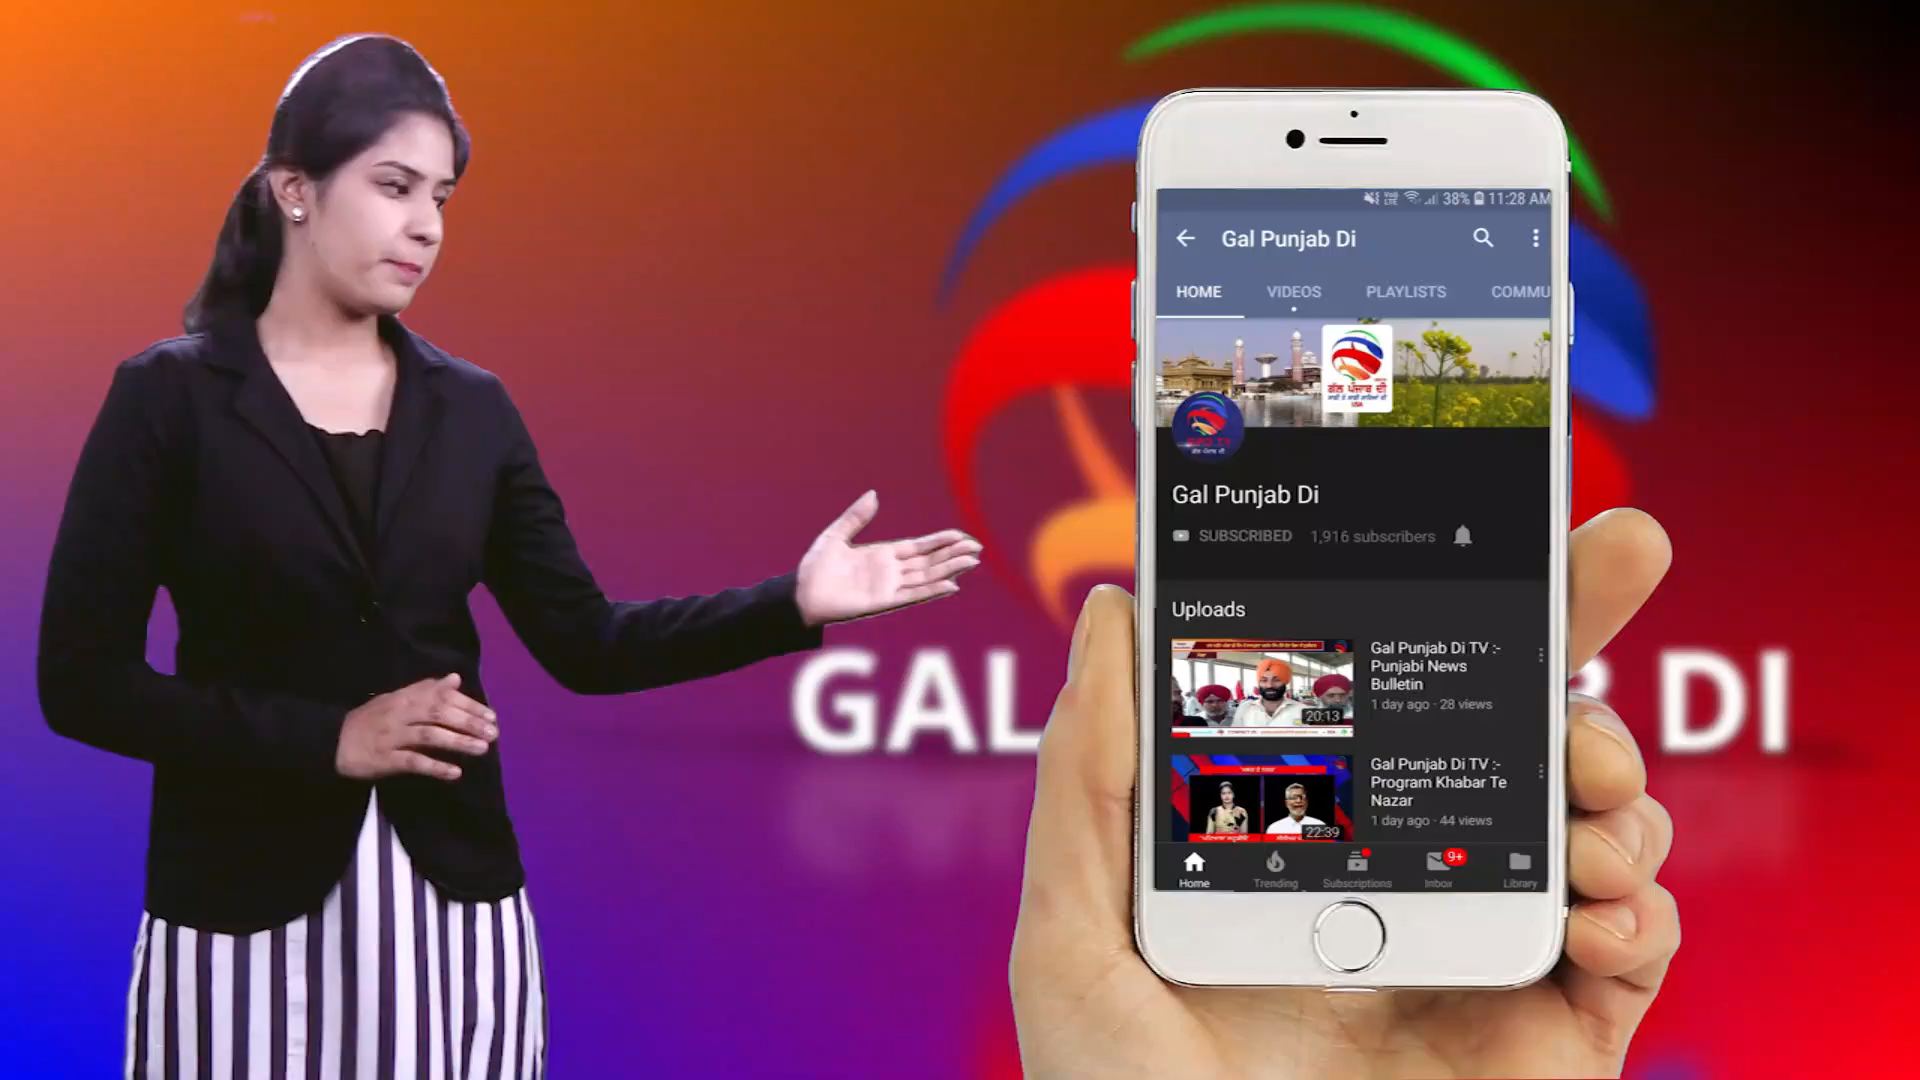 38% 11:28 AM
Gal Punjab Di
HOME VIDEOS PLAYLISTS COMMU
ਗੱਲ ਪੰਜਾਬ ਦੀ
USA
Gal Punjab Di
SUBSCRIBED 1,916 subscribers
Uploads
Gal Punjab Di TV :-
Punjabi News
Bulletin
1 day ago · 28 views
20:13
Gal Punjab Di TV :-
Program Khabar Te
Nazar
1 day ago · 44 views
22:39
9+
Home Trending Subscriptions Inbox Library
GAL DI